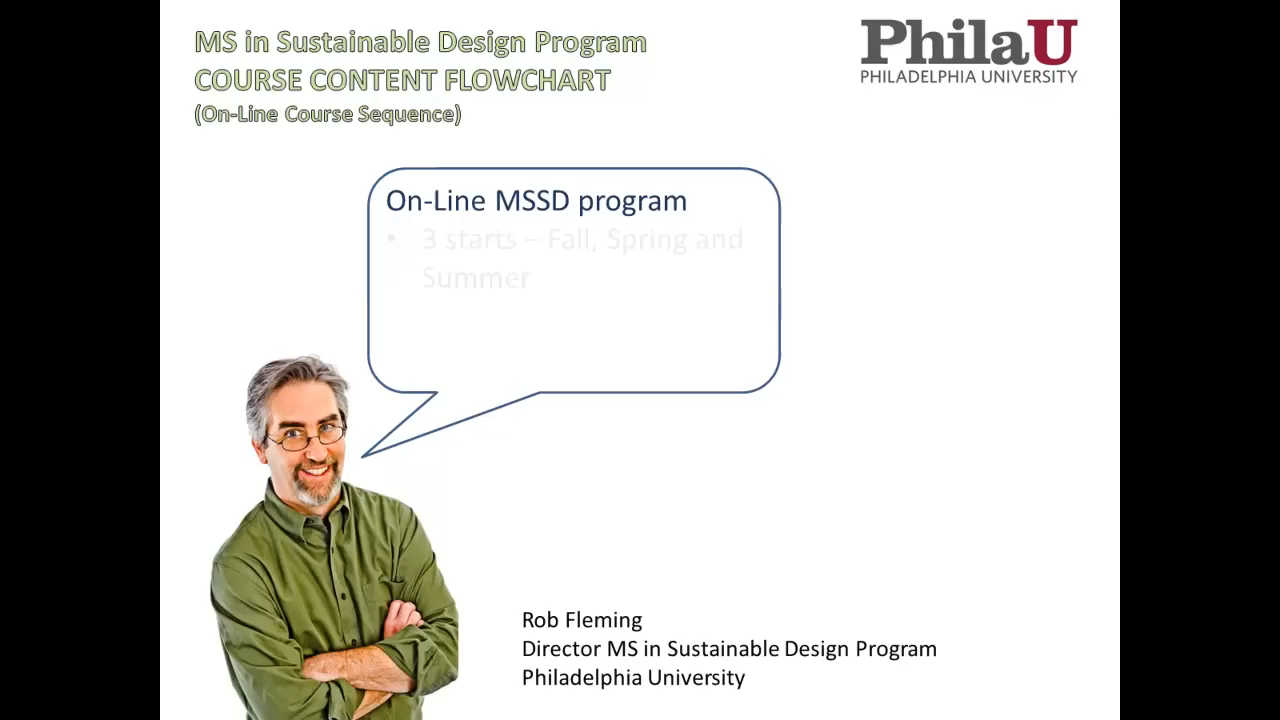 MS in Sustainable Design Program
COURSE CONTENT FLOWCHART
(On-Line Course Sequence)
PhilaU
PHILADELPHIA UNIVERSITY
On-Line MSSD program
• 3 starts – Fall, Spring and
Summer
Rob Fleming
Director MS in Sustainable Design Program
Philadelphia University